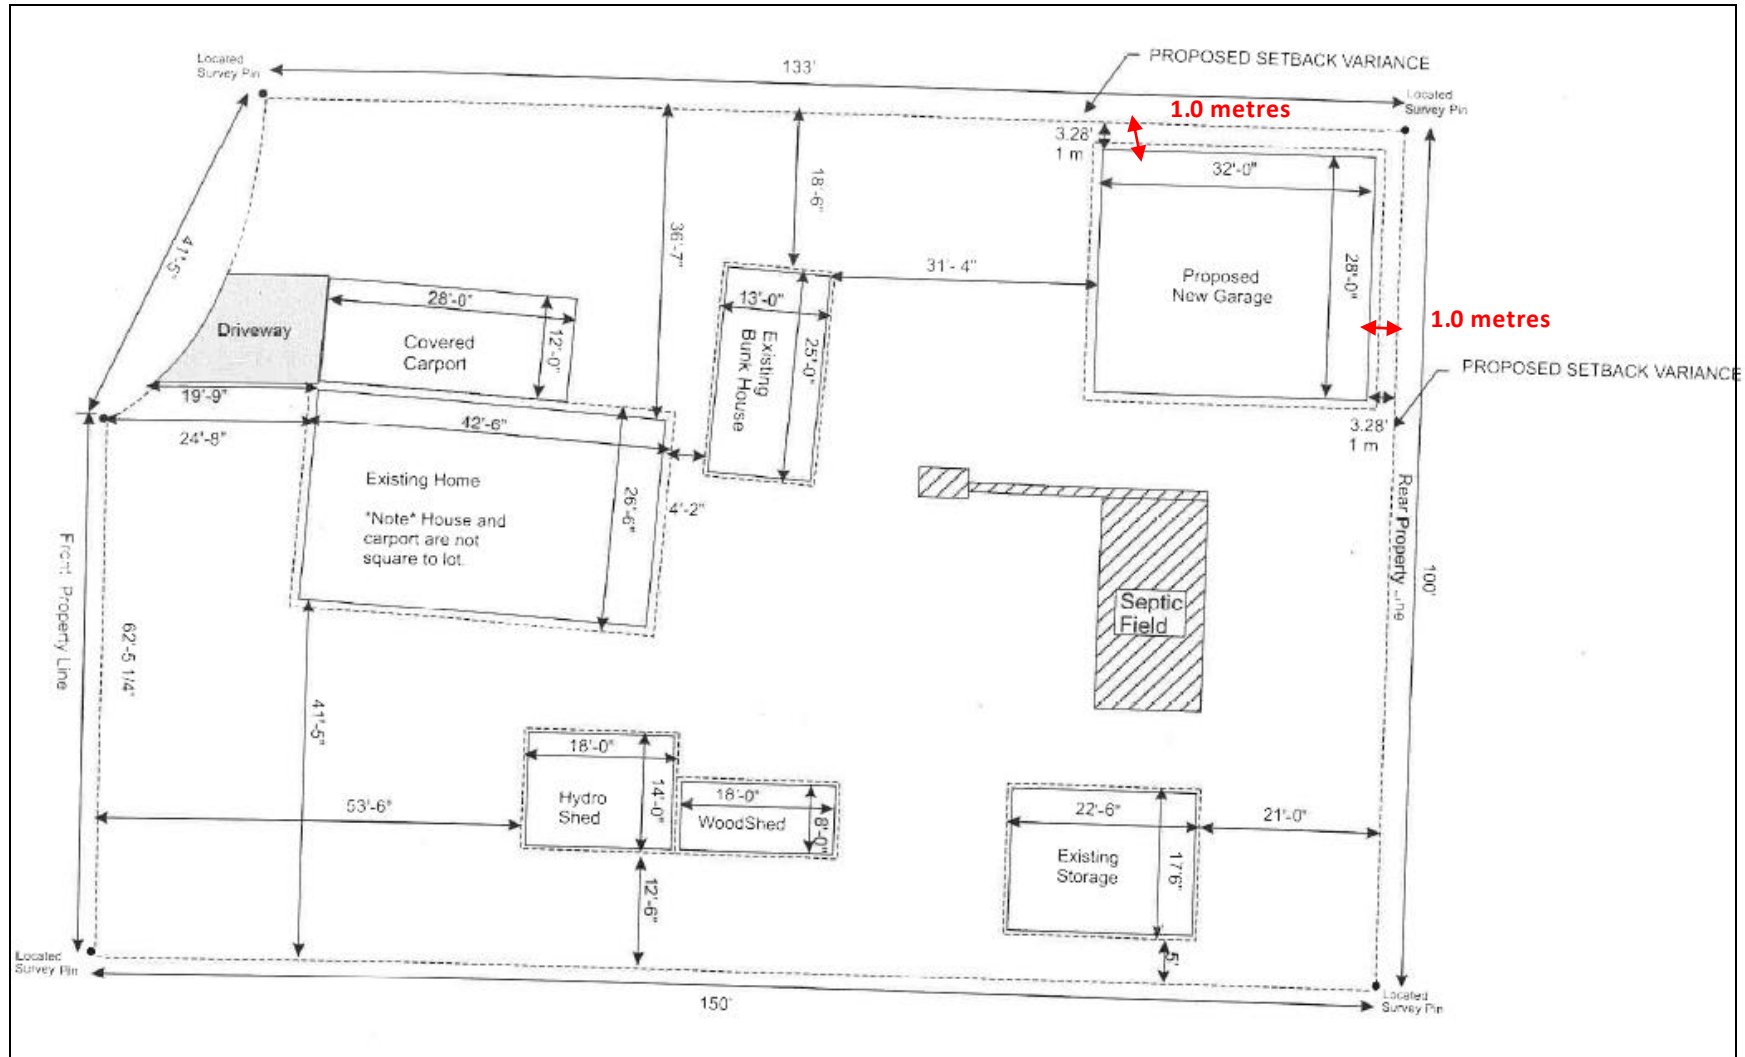 Located
Survey Pin
133'
PROPOSED SETBACK VARIANCE
Located
Survey Pin
1.0 metres
3.28'
1 m
32'-0"
18'-6"
36'-7"
41'-5"
31'-4"
28'-0"
Proposed
New Garage
28'-0"
13'-0"
1.0 metres
Driveway
Covered
Carport
12'-0"
Existing
Bunk House
25'-0"
PROPOSED SETBACK VARIANCE
19'-9"
24'-8"
42'-6"
3.28'
1 m
Existing Home
*Note* House and
carport are not
square to lot.
26'-6"
4'-2"
Rear Property Line
100'
Front Property Line
62'-5 1/4"
Septic
Field
41'-5"
18'-0"
14'-0"
Hydro
Shed
18'-0"
WoodShed
8'-0"
53'-6"
22'-6"
21'-0"
Existing
Storage
17'6"
12'-6"
5'
Located
Survey Pin
150'
Located
Survey Pin